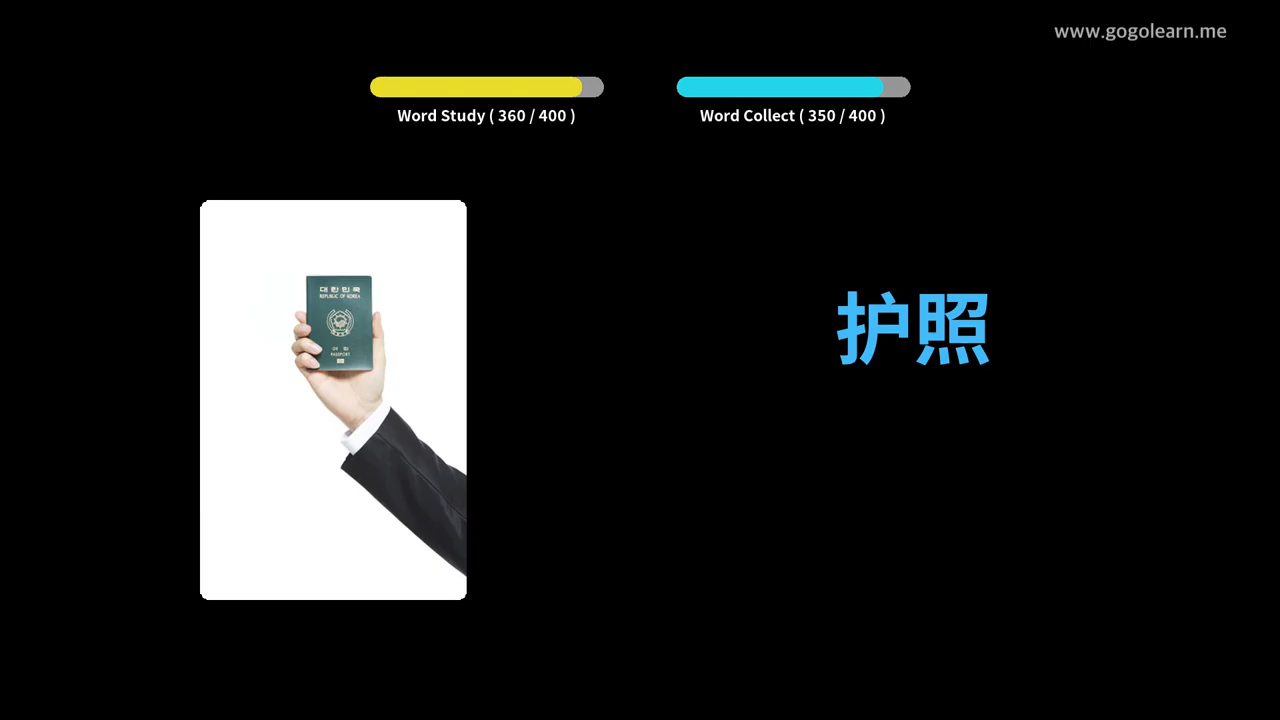 www.gogolearn.me
Word Study ( 360 / 400 )
Word Collect ( 350 / 400 )
대한민국
REPUBLIC OF KOREA
PASSPORT
护照